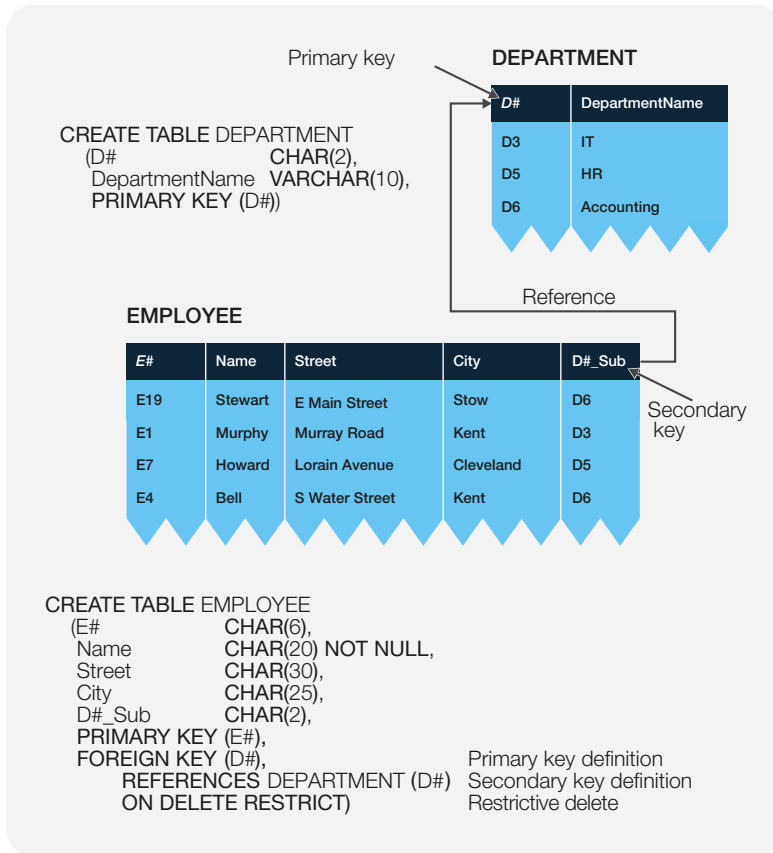 Primary key
DEPARTMENT
D# DepartmentName
D3 IT
D5 HR
D6 Accounting
CREATE TABLE DEPARTMENT
(D# CHAR(2),
DepartmentName VARCHAR(10),
PRIMARY KEY (D#))
Reference
EMPLOYEE
E# Name Street City D#_Sub
E19 Stewart E Main Street Stow D6
E1 Murphy Murray Road Kent D3
E7 Howard Lorain Avenue Cleveland D5
E4 Bell S Water Street Kent D6
Secondary
key
CREATE TABLE EMPLOYEE
(E# CHAR(6),
Name CHAR(20) NOT NULL,
Street CHAR(30),
City CHAR(25),
D#_Sub CHAR(2),
PRIMARY KEY (E#),
FOREIGN KEY (D#), Primary key definition
REFERENCES DEPARTMENT (D#) Secondary key definition
ON DELETE RESTRICT) Restrictive delete